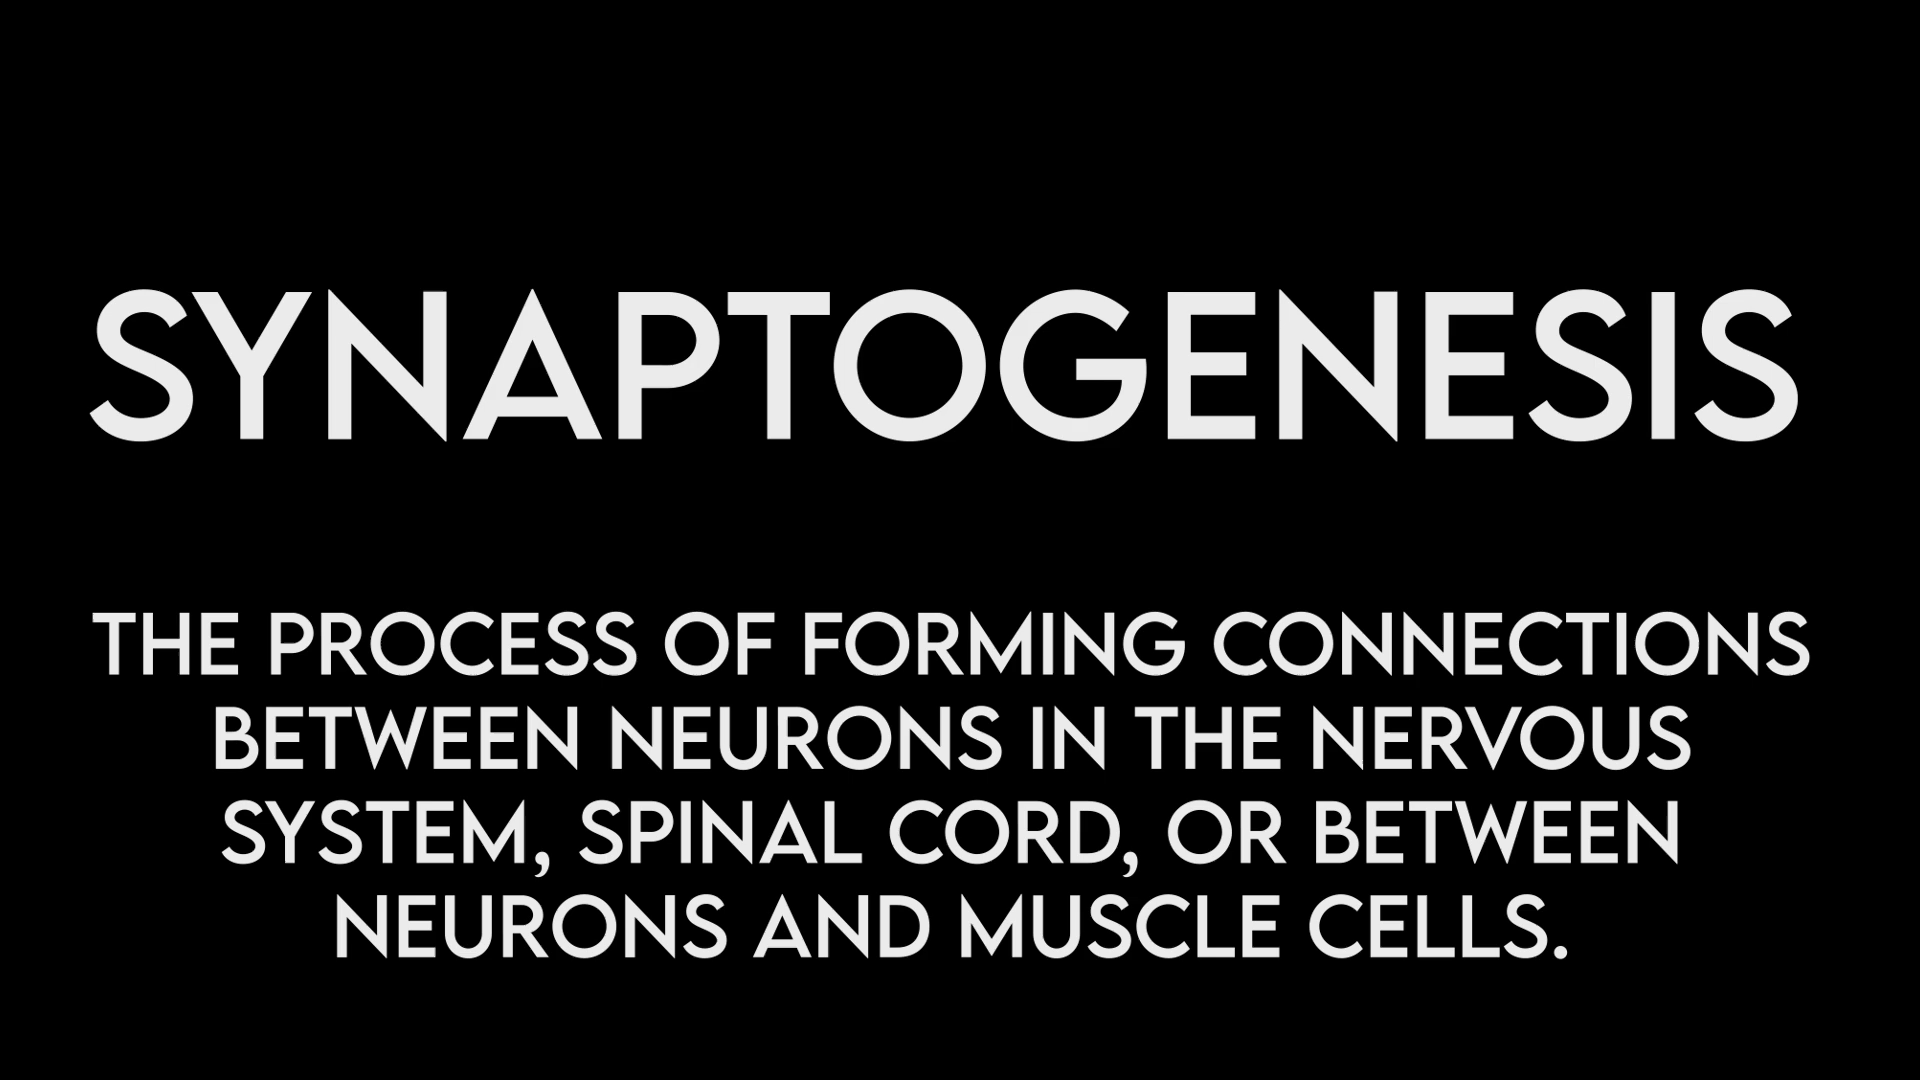 SYNAPTOGENESIS
THE PROCESS OF FORMING CONNECTIONS
BETWEEN NEURONS IN THE NERVOUS
SYSTEM, SPINAL CORD, OR BETWEEN
NEURONS AND MUSCLE CELLS.